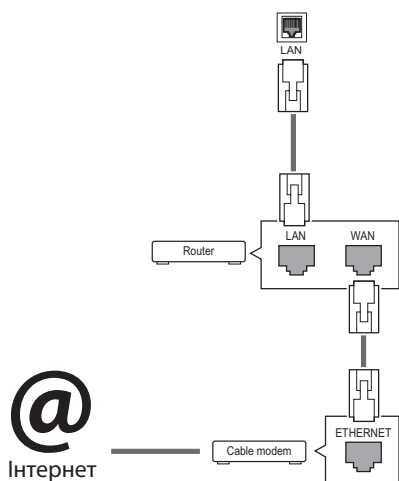 LAN
LAN
WAN
Router
ETHERNET
@
Інтернет
Cable modem